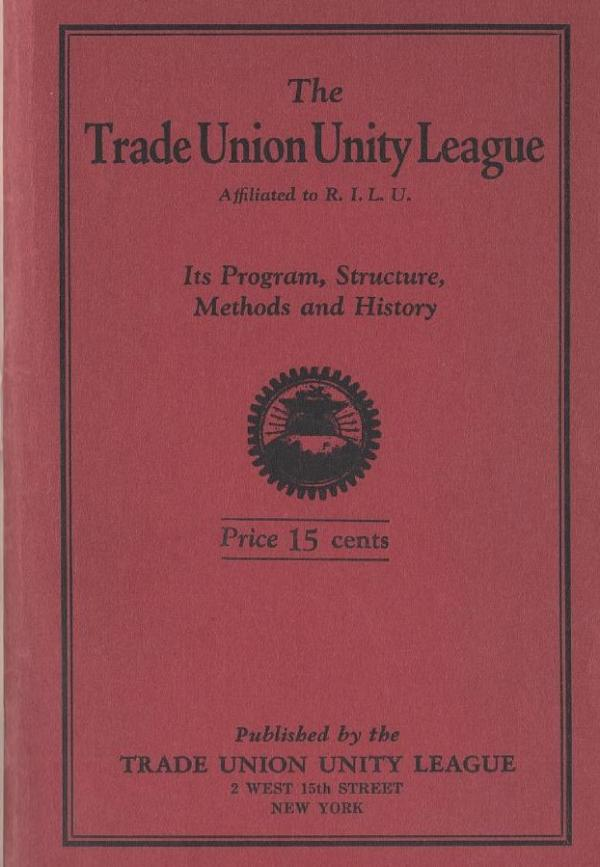 The
Trade Union Unity League
Affiliated to R. I. L. U.
Its Program, Structure,
Methods and History
Price 15 cents
Published by the
TRADE UNION UNITY LEAGUE
2 WEST 15th STREET
NEW YORK